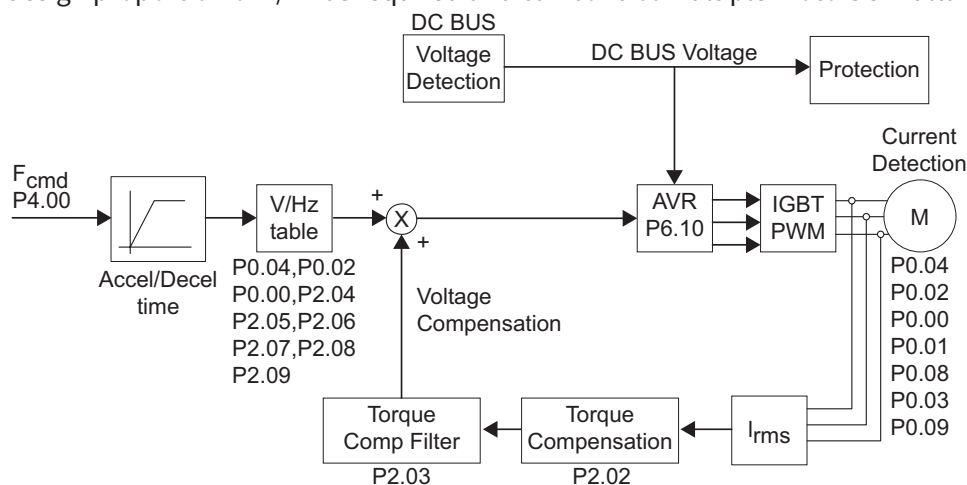 DC BUS
Voltage
Detection
DC BUS Voltage
Protection
Current
Detection
Fcmd
P4.00
Accel/Decel
time
V/Hz
table
P0.04,P0.02
P0.00,P2.04
P2.05,P2.06
P2.07,P2.08
P2.09
+
X
+
Voltage
Compensation
AVR
P6.10
IGBT
PWM
M
P0.04
P0.02
P0.00
P0.01
P0.08
P0.03
P0.09
Torque
Comp Filter
P2.03
Torque
Compensation
P2.02
Irms